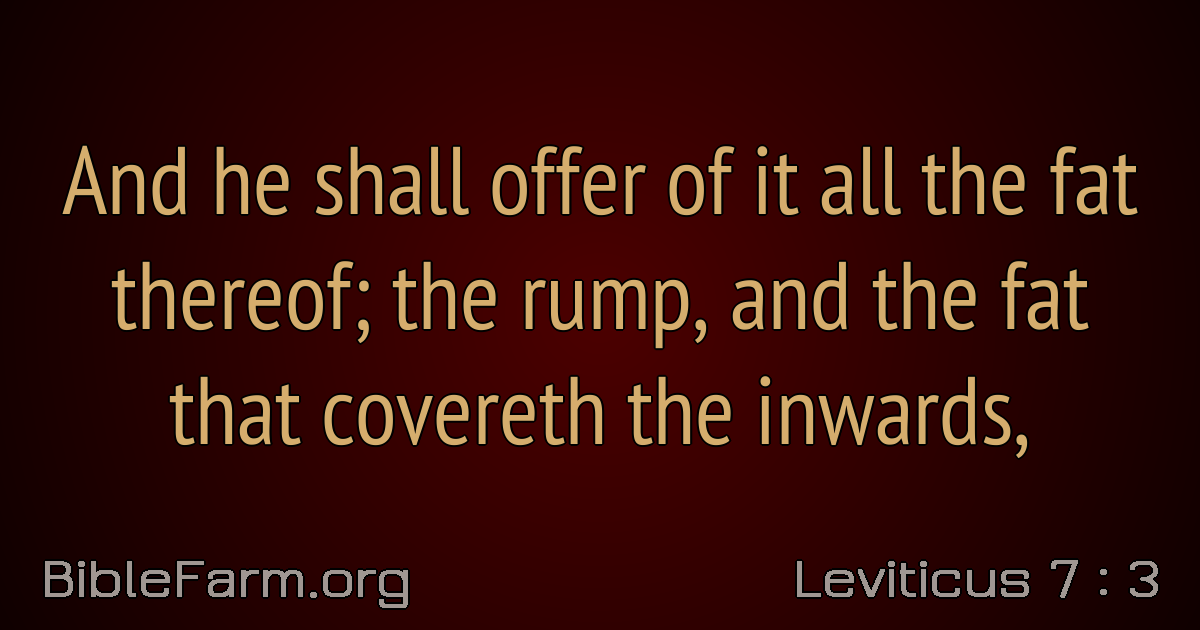 And he shall offer of it all the fat
thereof; the rump, and the fat
that covereth the inwards,
BibleFarm.org
Leviticus 7 : 3